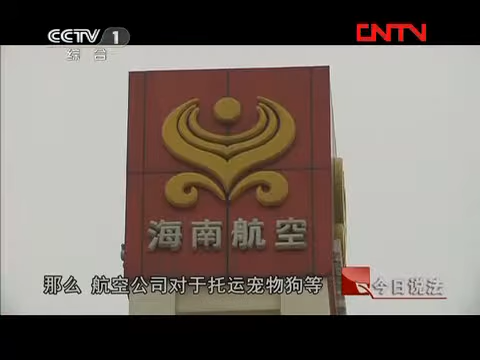 CCTV 1
综合
CNTV
海南航空
那么 航空公司对于托运宠物狗等
今日说法